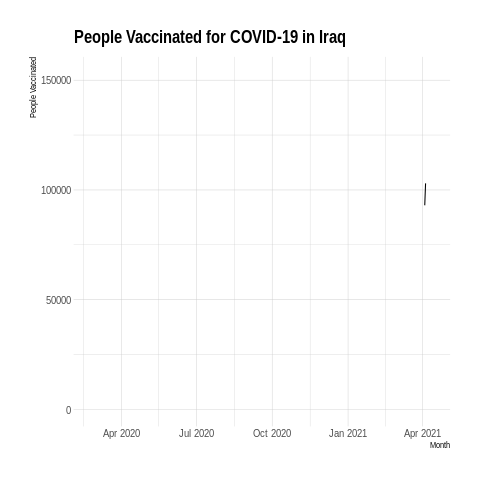 People Vaccinated for COVID-19 in Iraq
People Vaccinated
150000
100000
50000
0
Apr 2020
Jul 2020
Oct 2020
Jan 2021
Apr 2021
Month